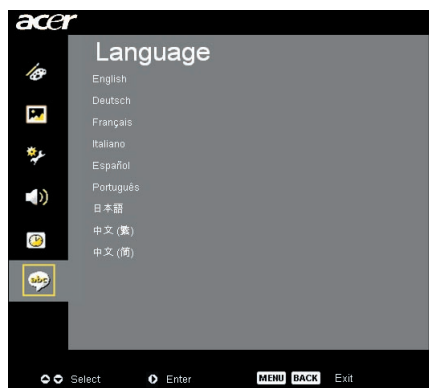 acer
Language
English
Deutsch
Français
Italiano
Español
Português
日本語
中文 (繁)
中文 (简)
abc
Select Enter MENU BACK Exit